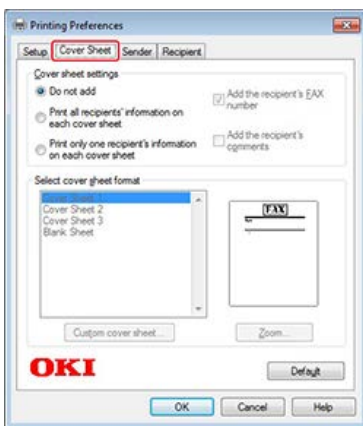 Printing Preferences
Setup Cover Sheet Sender Recipient
Cover sheet settings
Do not add
Print all recipients' information on
each cover sheet
Print only one recipient's information
on each cover sheet
Add the recipient's FAX
number
Add the recipient's
comments
Select cover sheet format
Cover Sheet 1
Cover Sheet 2
Cover Sheet 3
Blank Sheet
FAX
Custom cover sheet...
Zoom...
OKI
Default
OK Cancel Help